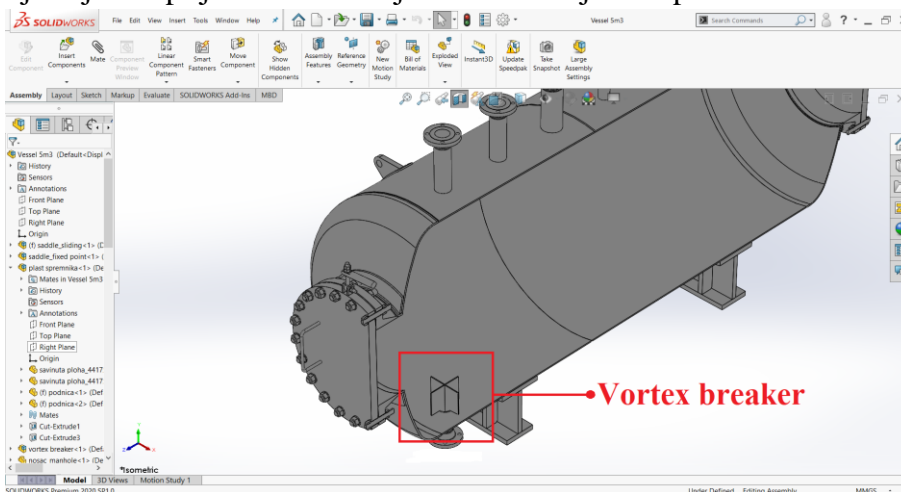 SOLIDWORKS File Edit View Insert Tools Window Help Vessel 5m3 Search Commands
Edit Component Insert Components Mate Component Preview Window Linear Component Pattern Smart Fasteners Move Component Show Hidden Components Assembly Features Reference Geometry New Motion Study Bill of Materials Exploded View Instant3D Update Speedpak Take Snapshot Large Assembly Settings
Assembly Layout Sketch Markup Evaluate SOLIDWORKS Add-Ins MBD
Vessel 5m3 (Default<Displ
History
Sensors
Annotations
Front Plane
Top Plane
Right Plane
Origin
(f) saddle_sliding<1> (D
saddle_fixed point<1> (
plast spremnika<1> (De
Mates in Vessel 5m3
History
Sensors
Annotations
Front Plane
Top Plane
Right Plane
Origin
savinuta ploha_4417
savinuta ploha_4417
(f) podnica<1> (Def
(f) podnica<2> (Def
Mates
Cut-Extrude1
Cut-Extrude3
vortex breaker<1> (Def.
nosac manhole<1> (De
Vortex breaker
*Isometric
Model 3D Views Motion Study 1
SOLIDWORKS Premium 2020 SP1.0 Under Defined Editing Assembly MMGS